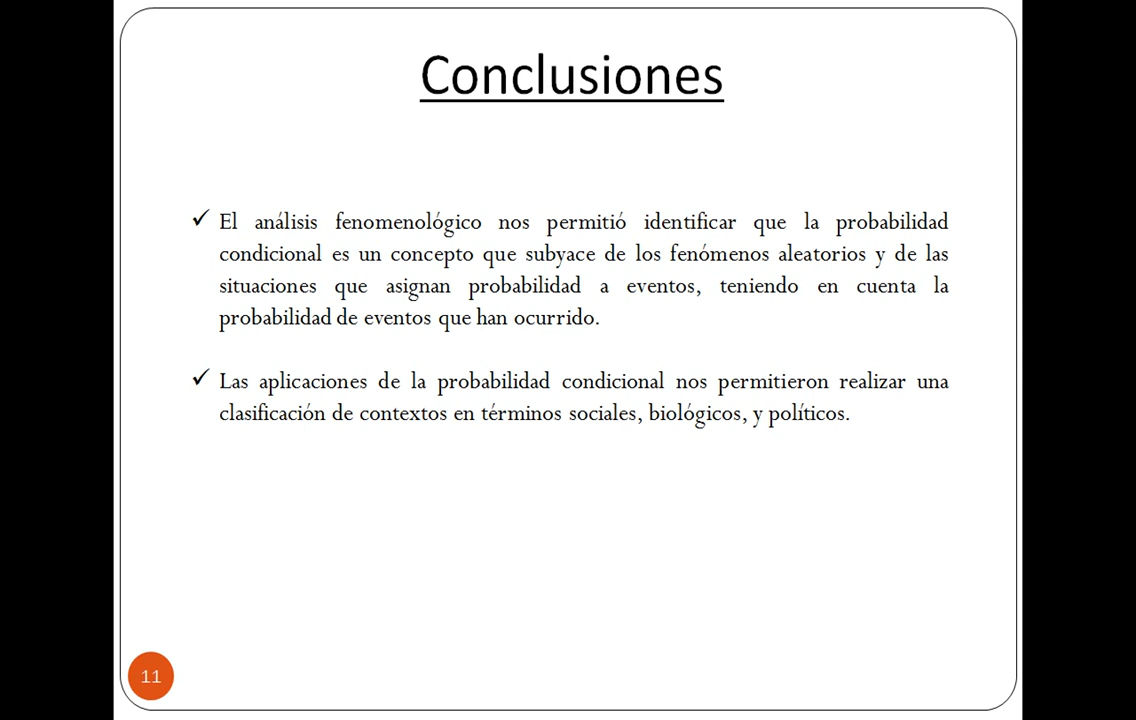 Conclusiones
✓ El análisis fenomenológico nos permitió identificar que la probabilidad
condicional es un concepto que subyace de los fenómenos aleatorios y de las
situaciones que asignan probabilidad a eventos, teniendo en cuenta la
probabilidad de eventos que han ocurrido.
✓ Las aplicaciones de la probabilidad condicional nos permitieron realizar una
clasificación de contextos en términos sociales, biológicos, y políticos.
11